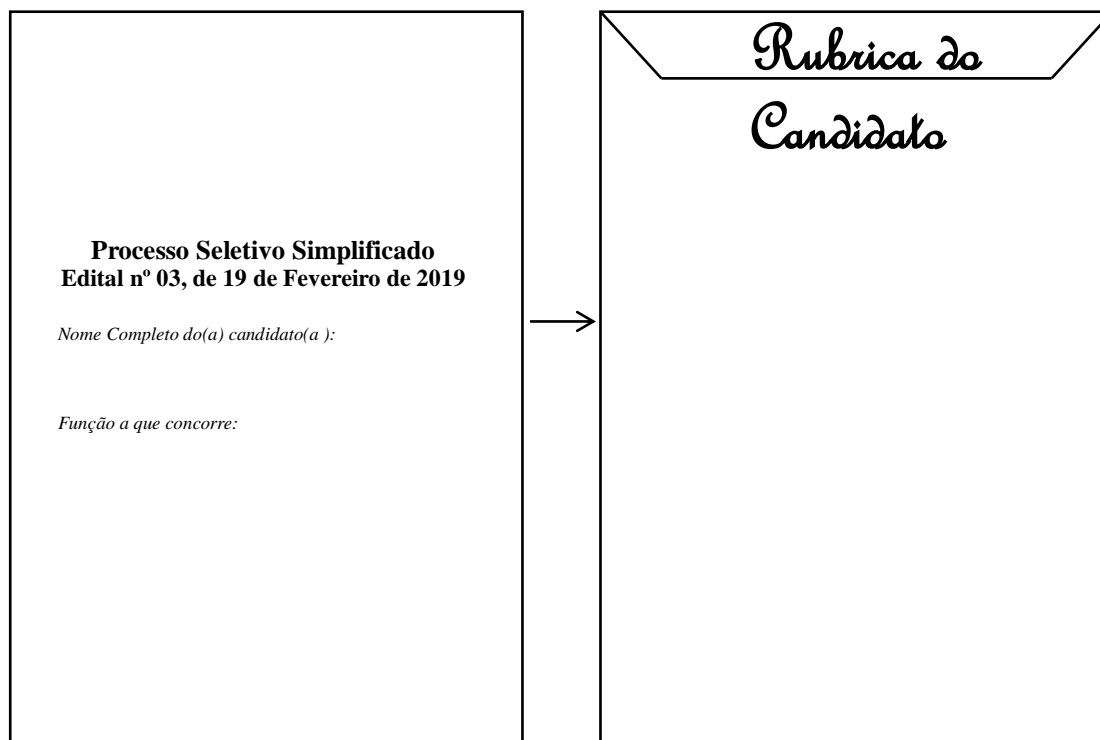 Processo Seletivo Simplificado
Edital nº 03, de 19 de Fevereiro de 2019
Nome Completo do(a) candidato(a ):
Função a que concorre:
Rubrica do
Candidato